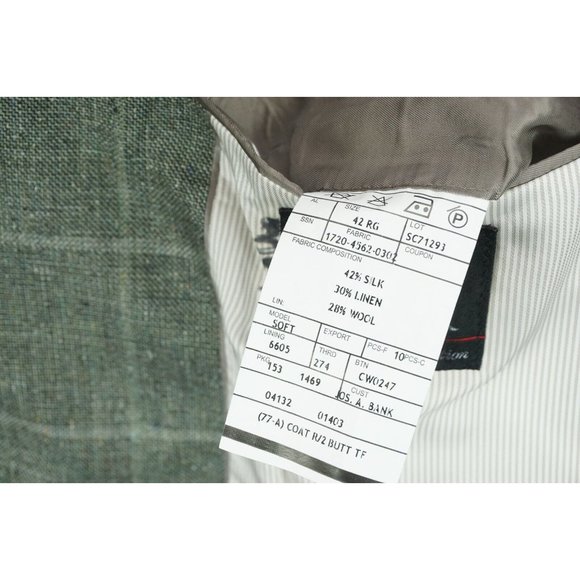 AL SIZE
42 RG LOT
SSN FABRIC SC71293
1720-4562-0302 COUPON
FABRIC COMPOSITION
42% SILK
30% LINEN
28% WOOL
LIN:
MODEL
SOFT EXPORT PCS-F 10 PCS-C
LINING
6605 THRD BTN
274 CW0247
PKG CUST
153 1469 JOS. A. BANK
04132 01403
(77-A) COAT R/2 BUTT TF